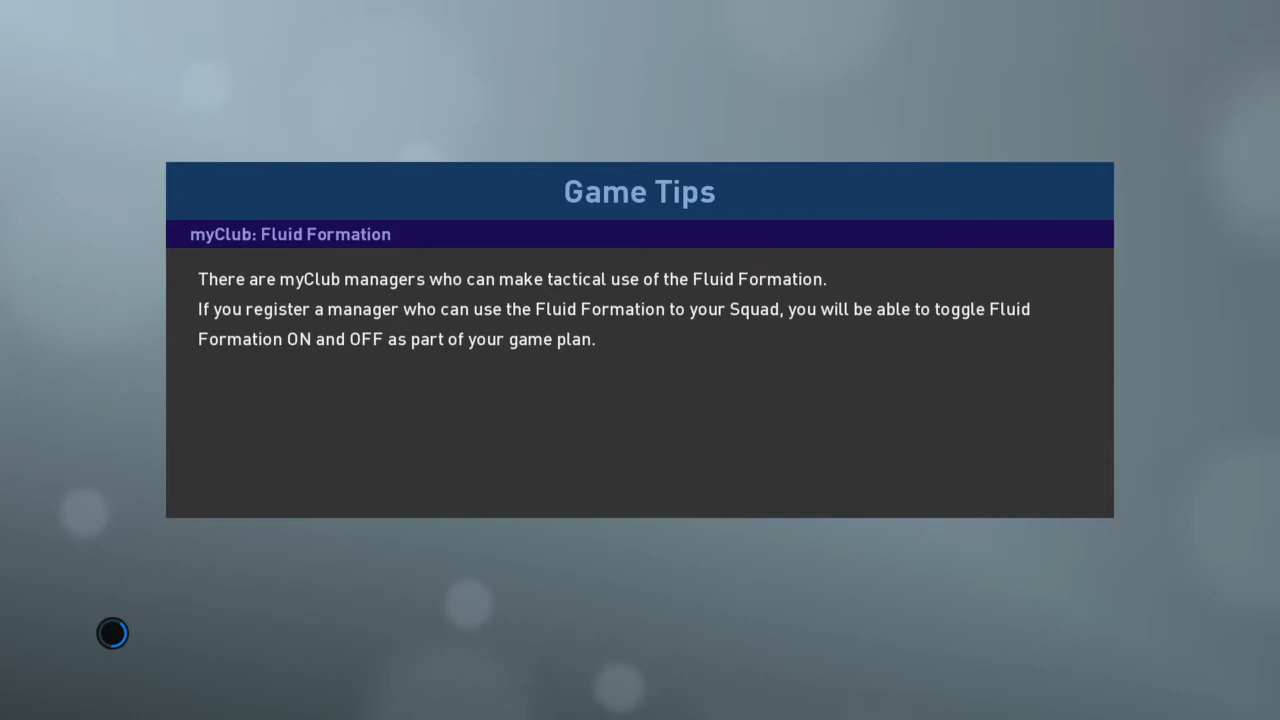 Game Tips
myClub: Fluid Formation
There are myClub managers who can make tactical use of the Fluid Formation.
If you register a manager who can use the Fluid Formation to your Squad, you will be able to toggle Fluid
Formation ON and OFF as part of your game plan.